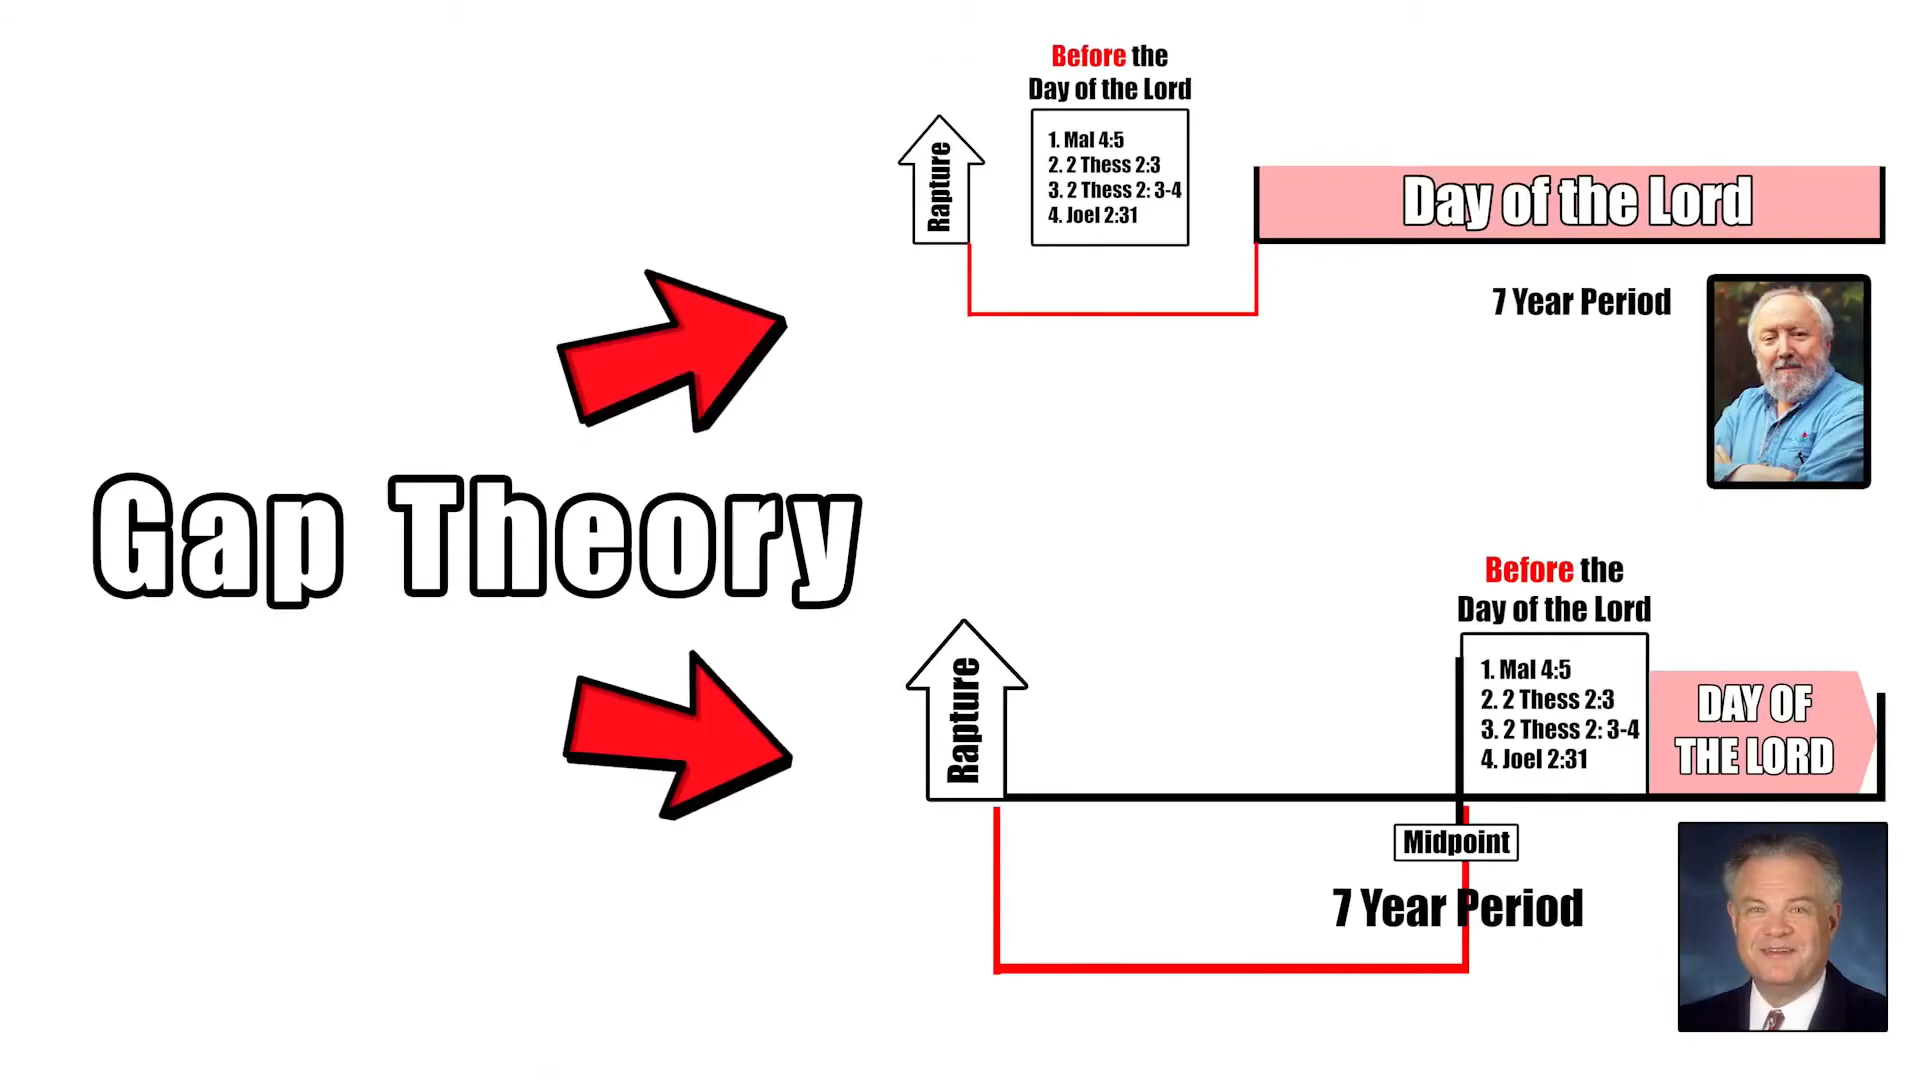 Before the
Day of the Lord
Rapture
1. Mal 4:5
2. 2 Thess 2:3
3. 2 Thess 2: 3-4
4. Joel 2:31
Day of the Lord
7 Year Period
Gap Theory
Before the
Day of the Lord
Rapture
1. Mal 4:5
2. 2 Thess 2:3
3. 2 Thess 2: 3-4
4. Joel 2:31
DAY OF
THE LORD
Midpoint
7 Year Period